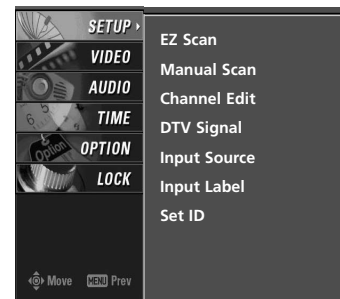 SETUP
VIDEO
AUDIO
TIME
OPTION
LOCK
Move MENU Prev
EZ Scan
Manual Scan
Channel Edit
DTV Signal
Input Source
Input Label
Set ID